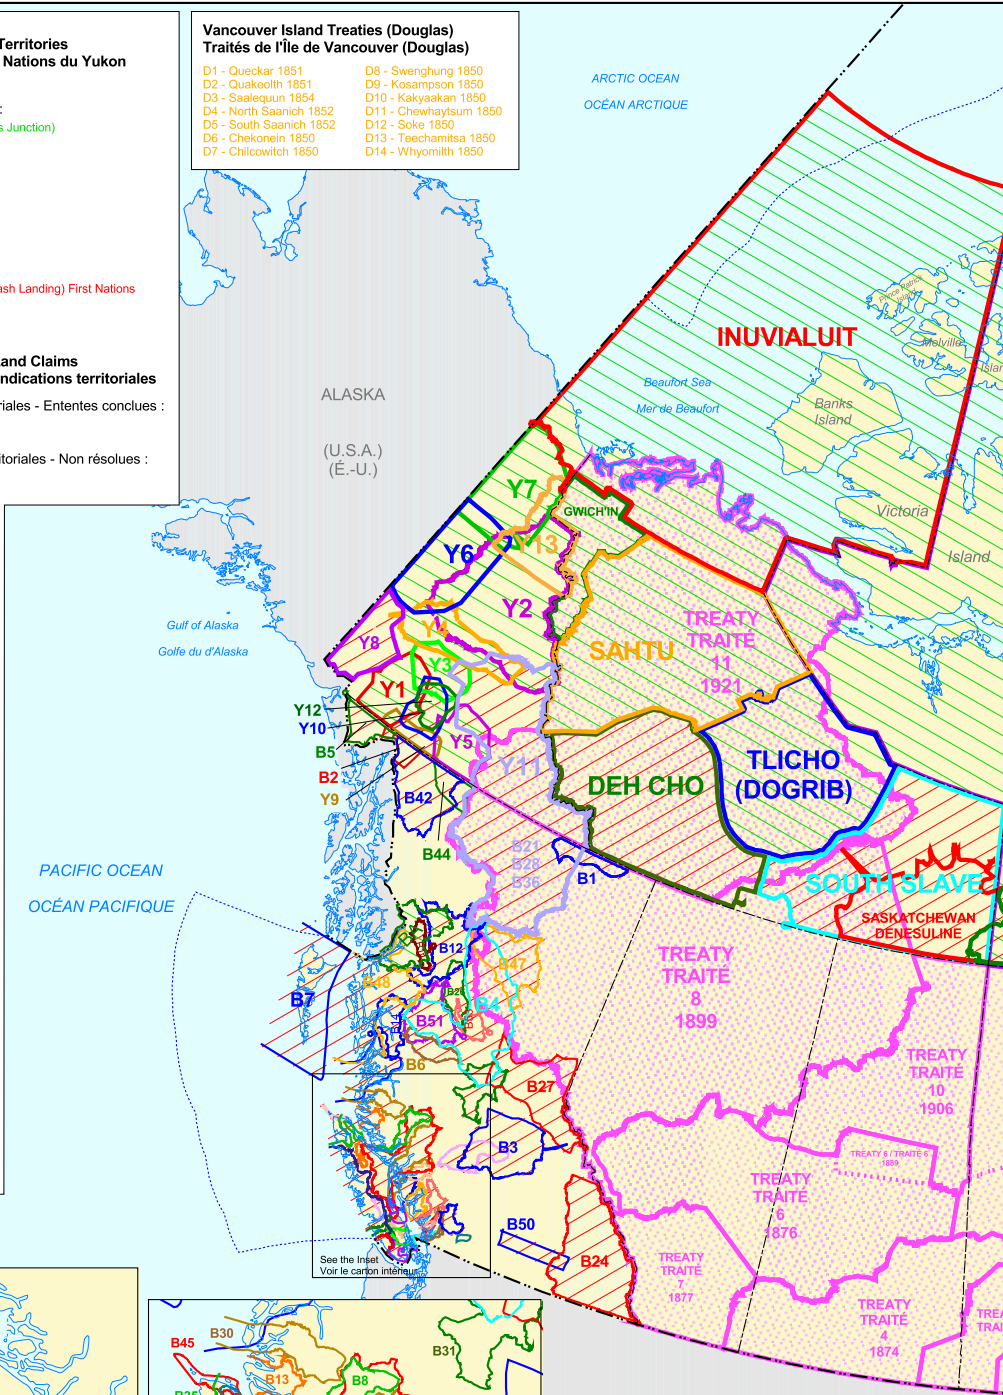 Territories
Nations du Yukon
:
s Junction)
ash Landing) First Nations
Land Claims
ndications territoriales
riales - Ententes conclues :
itoriales - Non résolues :
Vancouver Island Treaties (Douglas)
Traités de l'Île de Vancouver (Douglas)
D1 - Queckar 1851
D2 - Quakeolth 1851
D3 - Saalequun 1854
D4 - North Saanich 1852
D5 - South Saanich 1852
D6 - Chekonein 1850
D7 - Chilcowitch 1850
D8 - Swenghung 1850
D9 - Kosampson 1850
D10 - Kakyaakan 1850
D11 - Chewhaytsum 1850
D12 - Soke 1850
D13 - Teechamitsa 1850
D14 - Whyomilth 1850
ARCTIC OCEAN
OCÉAN ARCTIQUE
Prince Patrick
Island
INUVIALUIT
Melville
Islan
Beaufort Sea
Mer de Beaufort
Banks
Island
ALASKA
(U.S.A.)
(É.-U.)
Victoria
Island
Y7
GWICH'IN
Y13
Y6
Y2
Y4
Y8
Gulf of Alaska
Golfe du d'Alaska
SAHTU
TREATY
TRAITÉ
11
1921
Y3
Y1
Y12
Y10
Y5
B5
B2
Y9
Y11
B42
B44
DEH CHO
TLICHO
(DOGRIB)
B21
B28
B36
B1
SOUTH SLAVE
SASKATCHEWAN
DENESULINE
PACIFIC OCEAN
OCÉAN PACIFIQUE
B12
B47
B48
B7
B4
B51
B6
TREATY
TRAITÉ
8
1899
B27
B3
TREATY
TRAITÉ
10
1906
TREATY 6 / TRAITÉ 6
1889
TREATY
TRAITÉ
6
1876
B50
B24
See the Inset
Voir le carton intérieur
TREATY
TRAITÉ
7
1877
TREATY
TRAITÉ
4
1874
TREA
TRAI
B45
B30
B31
B13
B8
B35